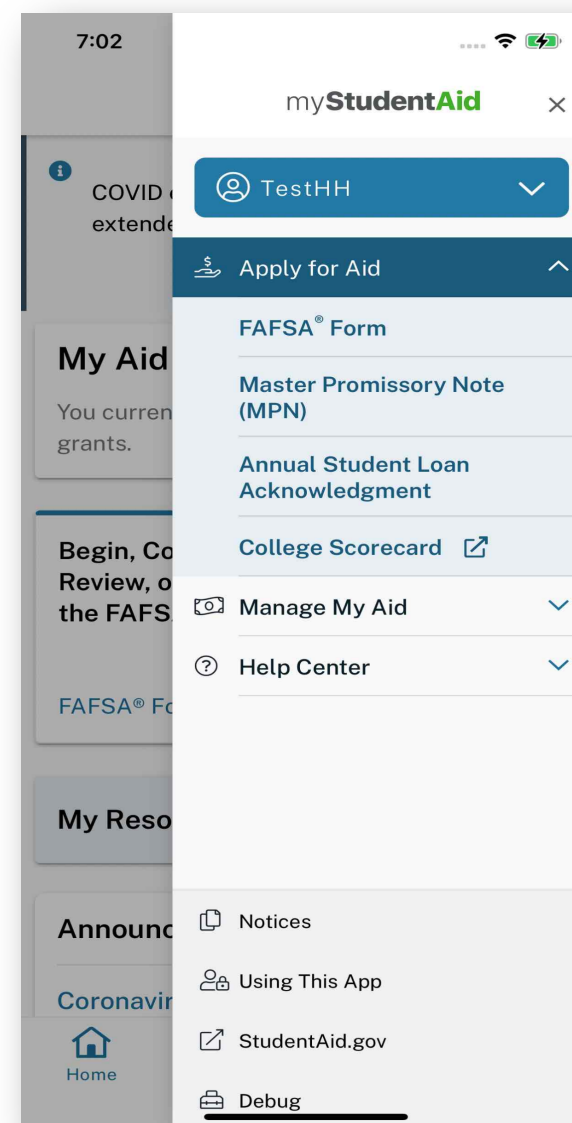 7:02
myStudentAid
COVID
extende
TestHH
Apply for Aid
FAFSA® Form
My Aid
Master Promissory Note
(MPN)
You curren
grants.
Annual Student Loan
Acknowledgment
Begin, Co
College Scorecard
Review, o
the FAFS
Manage My Aid
Help Center
FAFSA® Fo
My Reso
Announc
Notices
Using This App
Coronavir
StudentAid.gov
Home
Debug